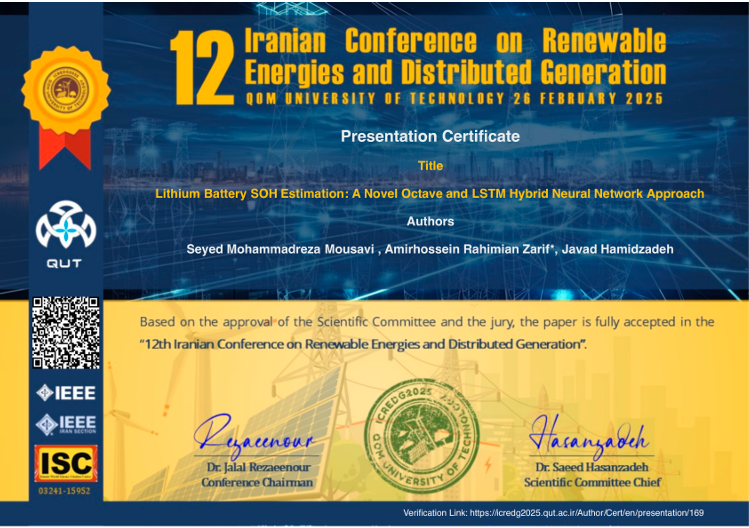 12
Iranian Conference on Renewable
Energies and Distributed Generation
QOM UNIVERSITY OF TECHNOLOGY 26 FEBRUARY 2025
Presentation Certificate
Title
Lithium Battery SOH Estimation: A Novel Octave and LSTM Hybrid Neural Network Approach
Authors
Seyed Mohammadreza Mousavi , Amirhossein Rahimian Zarif*, Javad Hamidzadeh
QUT
Based on the approval of the Scientific Committee and the jury, the paper is fully accepted in the
“12th Iranian Conference on Renewable Energies and Distributed Generation”.
IEEE
IEEE
IRAN SECTION
ISC
03241-15952
ICREDG2025
QOM UNIVERSITY OF TECHNOLOGY
Rezaeenour
Dr. Jalal Rezaeenour
Conference Chairman
Hasanzadeh
Dr. Saeed Hasanzadeh
Scientific Committee Chief
Verification Link: https://icredg2025.qut.ac.ir/Author/Cert/en/presentation/169